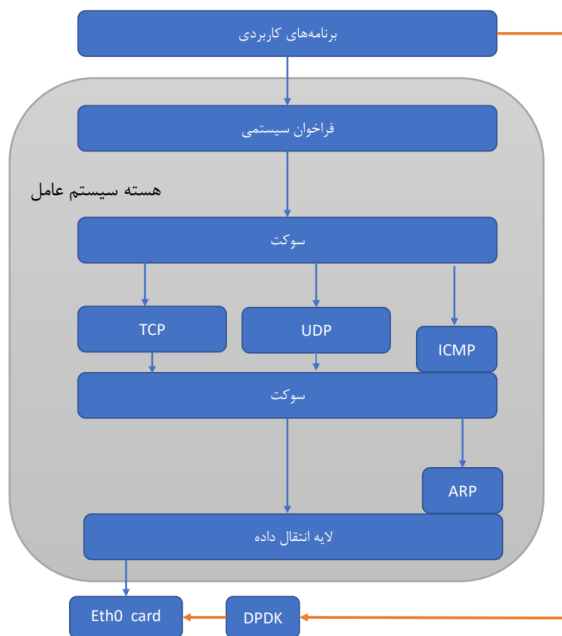 برنامه‌های کاربردی
فراخوان سیستمی
هسته سیستم عامل
سوکت
TCP
UDP
ICMP
سوکت
ARP
لایه انتقال داده
Eth0 card
DPDK